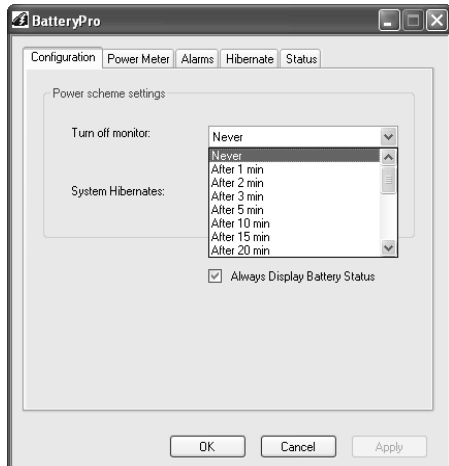 BatteryPro
Configuration Power Meter Alarms Hibernate Status
Power scheme settings
Turn off monitor: Never
Never
After 1 min
After 2 min
System Hibernates: After 3 min
After 5 min
After 10 min
After 15 min
After 20 min
Always Display Battery Status
OK Cancel Apply